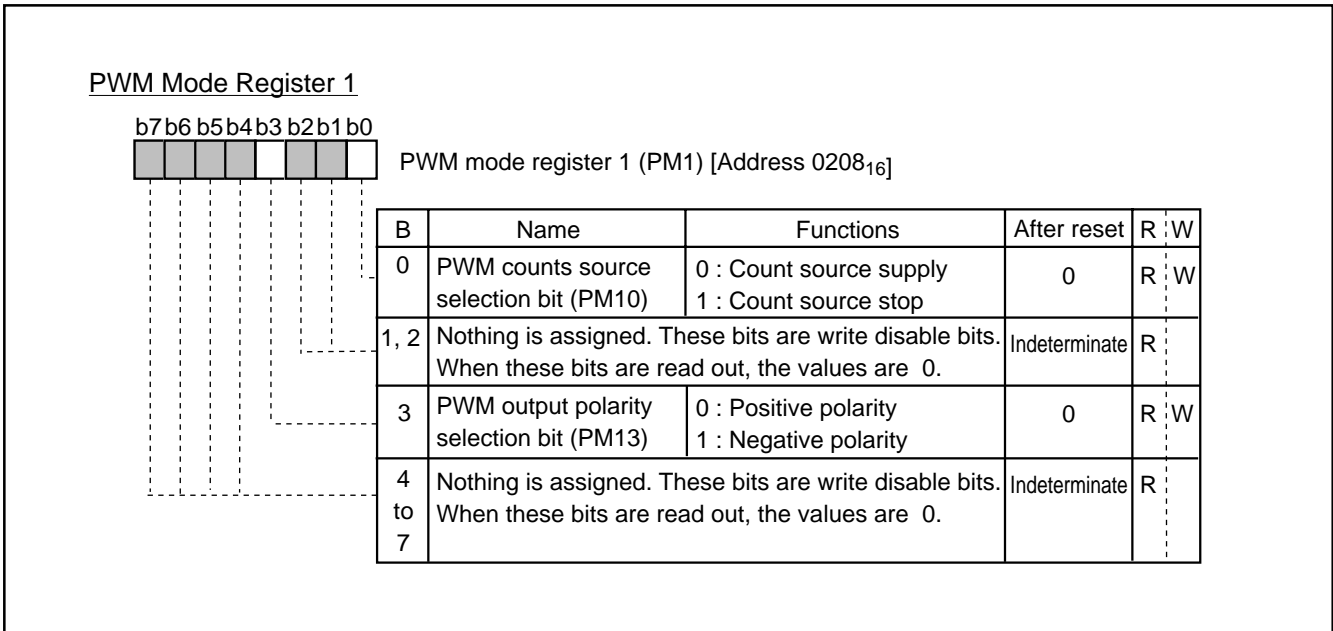 PWM Mode Register 1
b7 b6 b5 b4 b3 b2 b1 b0
PWM mode register 1 (PM1) [Address 0208₁₆]
B Name Functions After reset R W
0 PWM counts source selection bit (PM10) 0 : Count source supply 1 : Count source stop 0 R W
1, 2 Nothing is assigned. These bits are write disable bits. When these bits are read out, the values are 0. Indeterminate R
3 PWM output polarity selection bit (PM13) 0 : Positive polarity 1 : Negative polarity 0 R W
4 to 7 Nothing is assigned. These bits are write disable bits. When these bits are read out, the values are 0. Indeterminate R